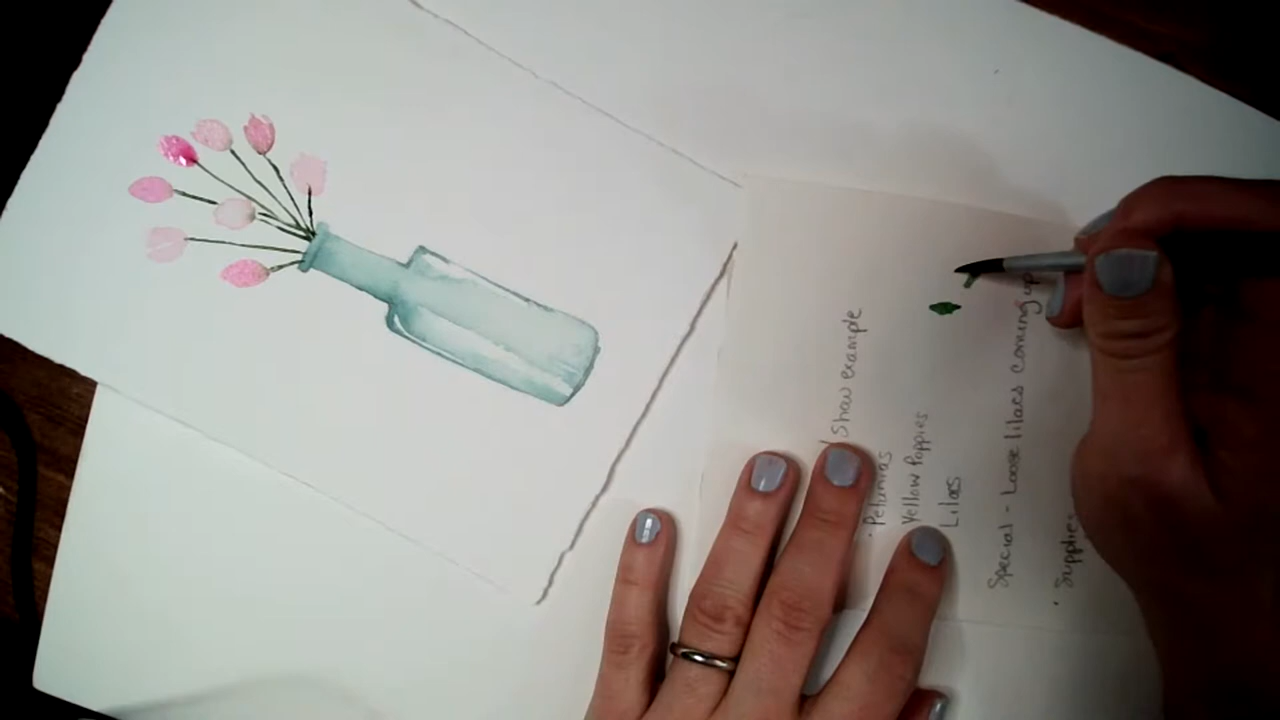 / Show example
· Petunias
Yellow Poppies
Lilacs
Special - Loose lilacs coming up
· Supplies